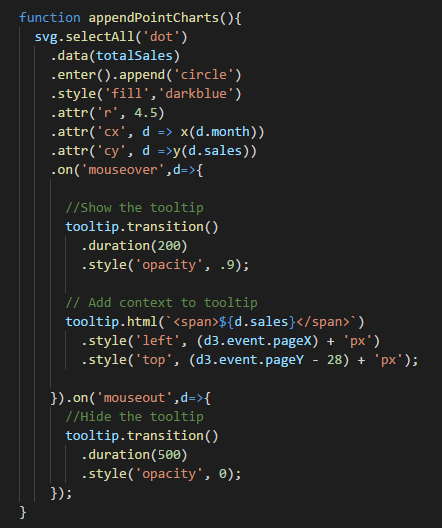 function appendPointCharts(){
  svg.selectAll('dot')
    .data(totalSales)
    .enter().append('circle')
    .style('fill','darkblue')
    .attr('r', 4.5)
    .attr('cx', d => x(d.month))
    .attr('cy', d =>y(d.sales))
    .on('mouseover',d=>{
      //Show the tooltip
      tooltip.transition()
        .duration(200)
        .style('opacity', .9);
      // Add context to tooltip
      tooltip.html(`<span>${d.sales}</span>`)
        .style('left', (d3.event.pageX) + 'px')
        .style('top', (d3.event.pageY - 28) + 'px');
    }).on('mouseout',d=>{
      //Hide the tooltip
      tooltip.transition()
        .duration(500)
        .style('opacity', 0);
    });
}